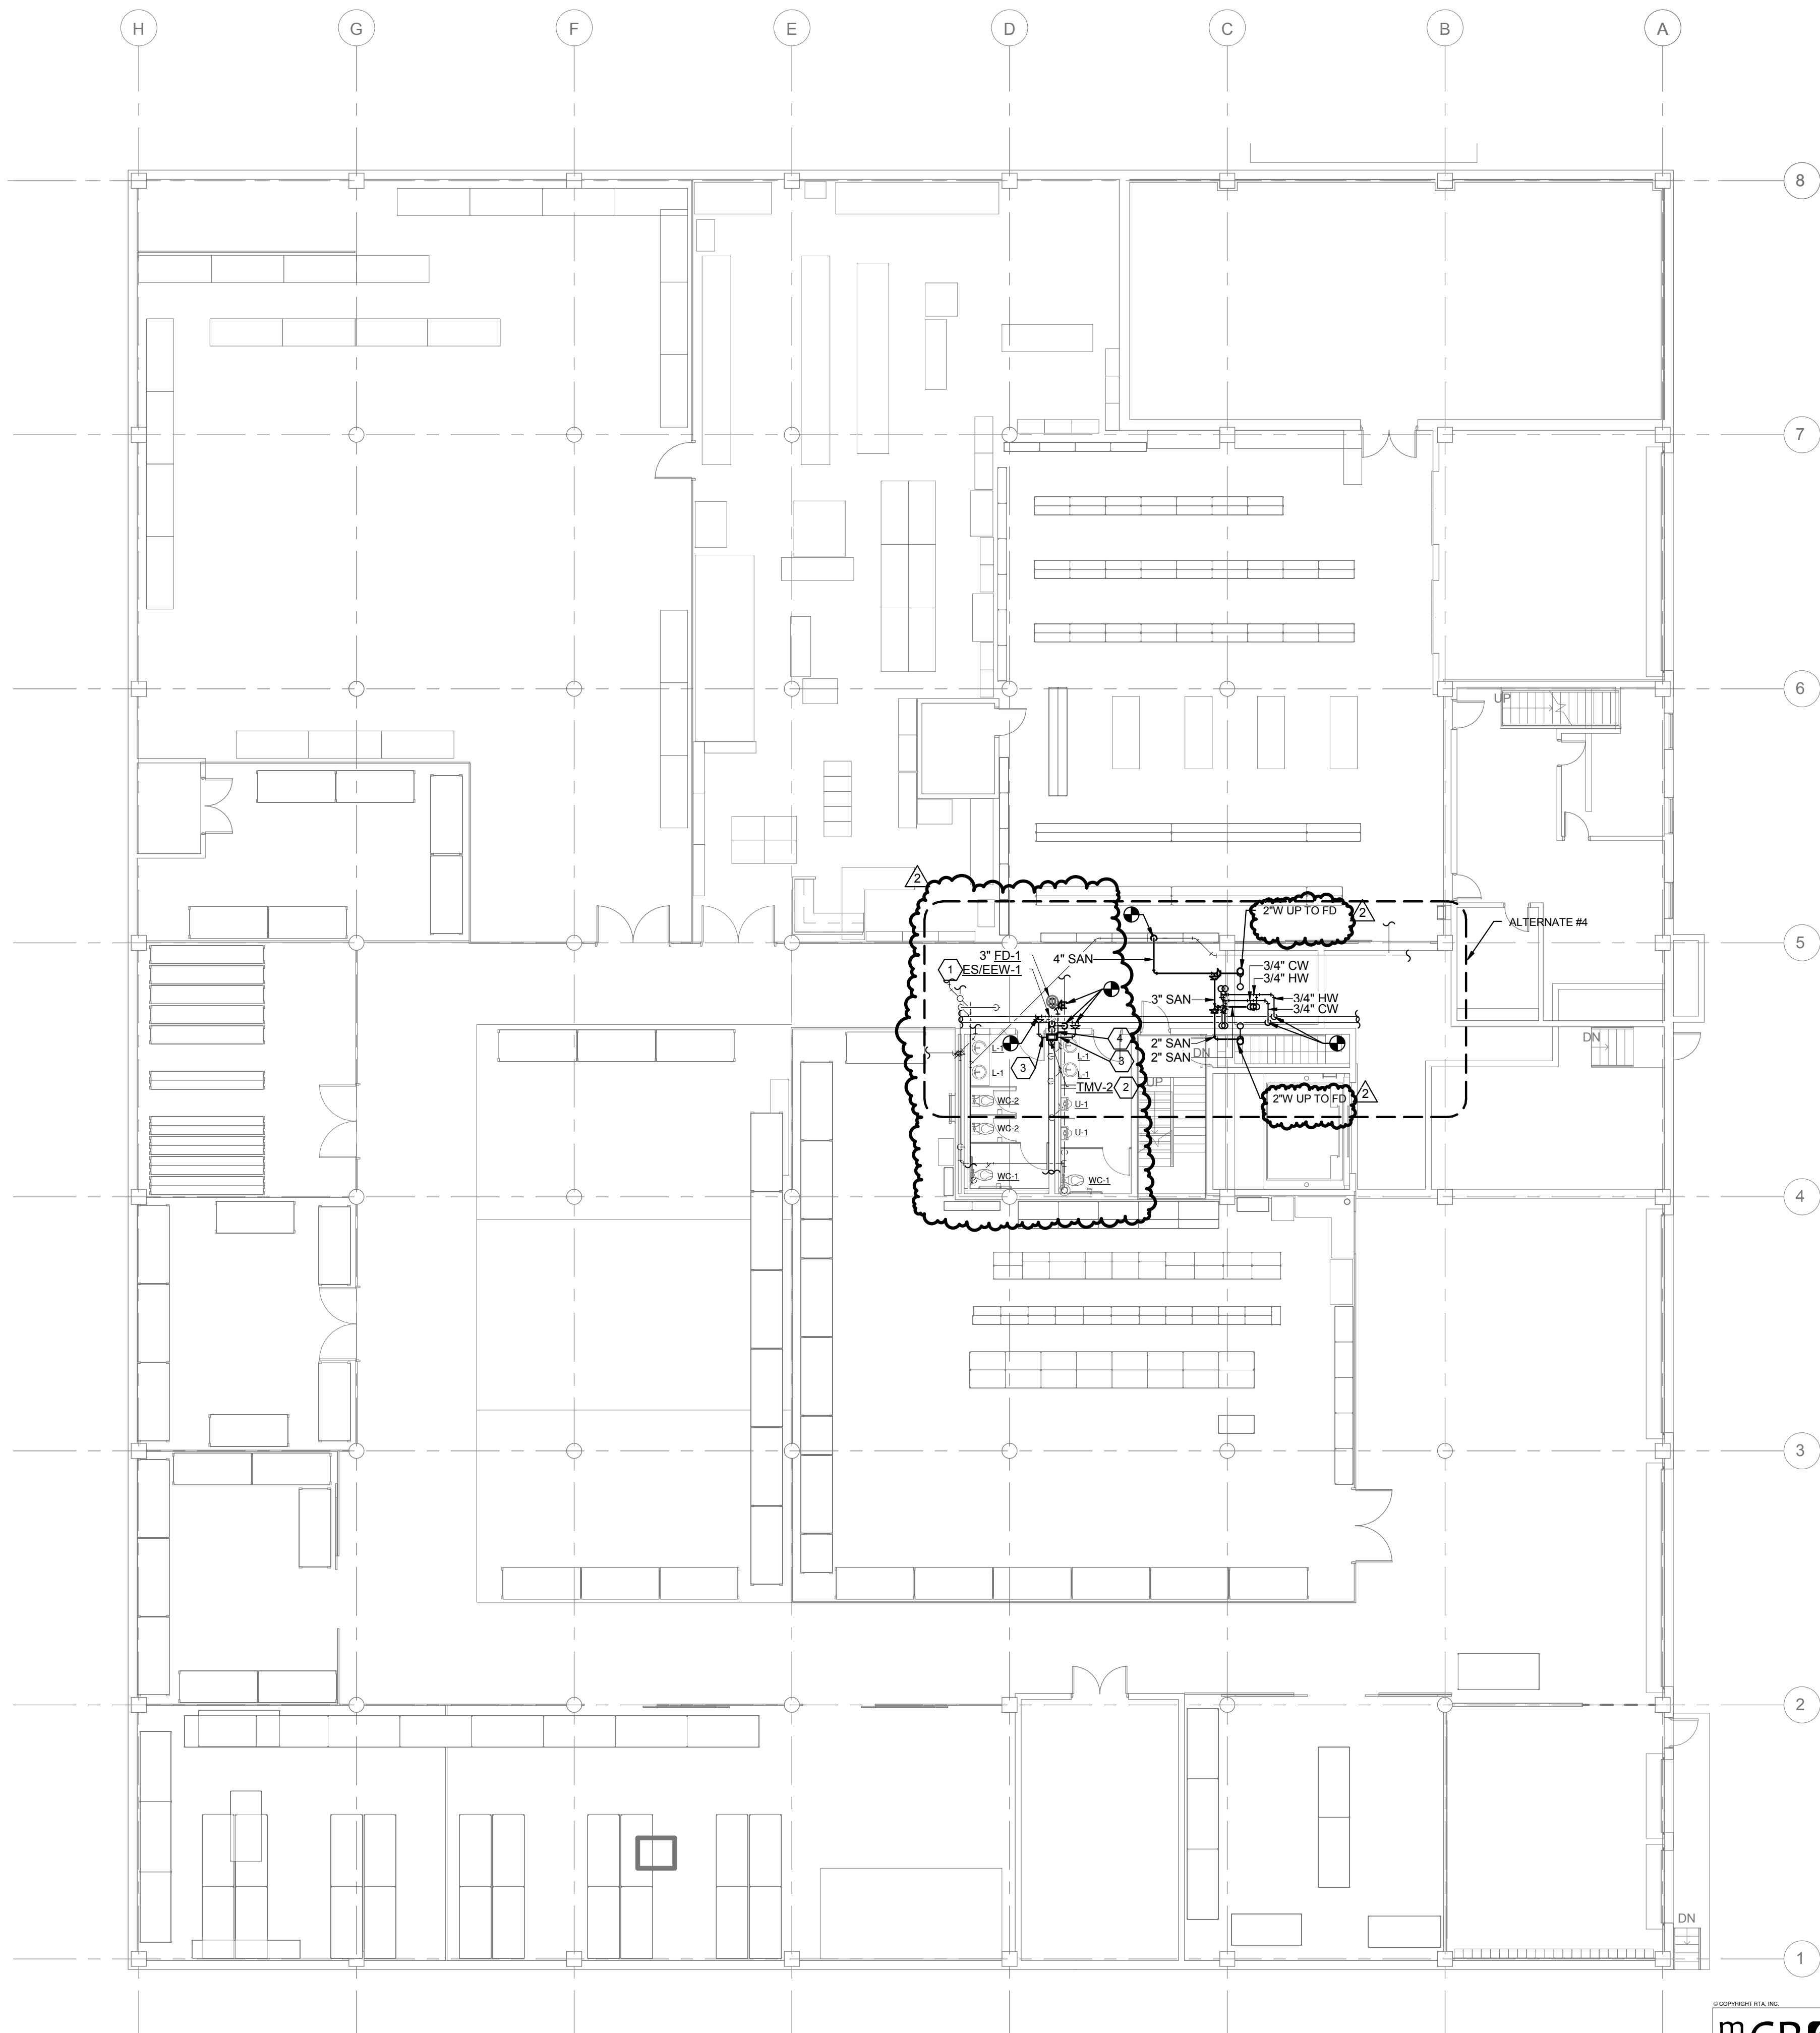 H G F E D C B A
8
7
UP
6
2
2"W UP TO FD
2
ALTERNATE #4
5
3" FD-1
4" SAN
1
ES/EEW-1
3/4" CW
3/4" HW
3" SAN
3/4" HW
3/4" CW
4
2" SAN
2" SAN
DN
DN
L-1
L-1
3
3
L-1
L-1
TMV-2
2
UP
WC-2
U-1
2"W UP TO FD
2
WC-2
U-1
WC-1
WC-1
4
3
2
DN
1
© COPYRIGHT RTA, INC.